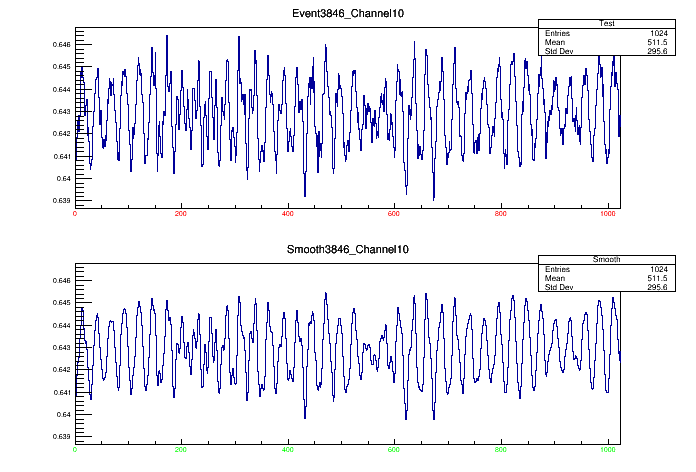 Event3846_Channel10
Test
Entries 1024
Mean 511.5
Std Dev 295.6
0.646
0.645
0.644
0.643
0.642
0.641
0.64
0.639
0 200 400 600 800 1000
Smooth3846_Channel10
Smooth
Entries 1024
Mean 511.5
Std Dev 295.6
0.646
0.645
0.644
0.643
0.642
0.641
0.64
0.639
0 200 400 600 800 1000